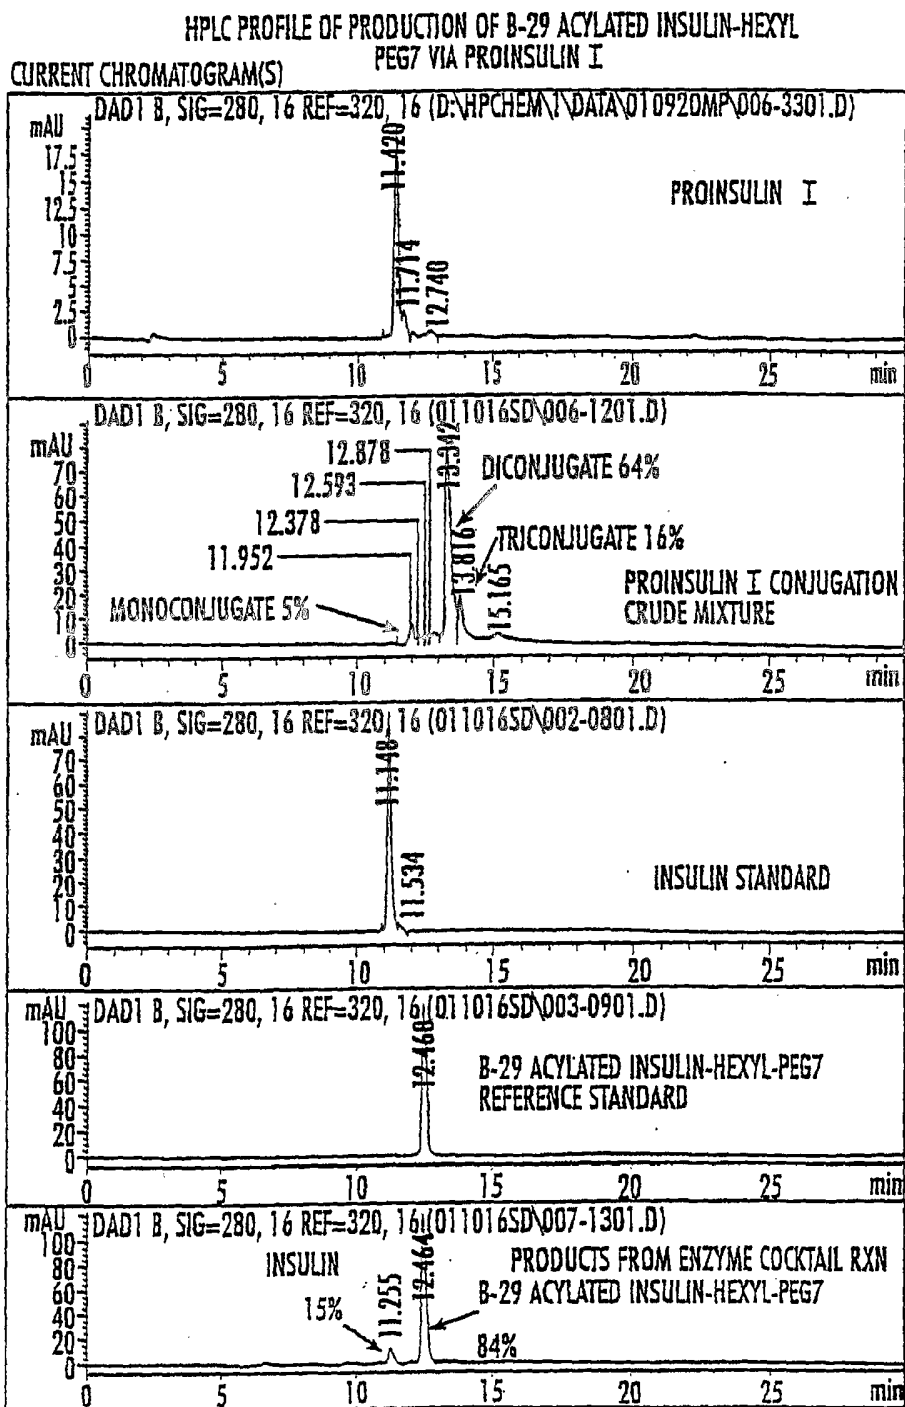 HPLC PROFILE OF PRODUCTION OF B-29 ACYLATED INSULIN-HEXYL
PEG7 VIA PROINSULIN I
CURRENT CHROMATOGRAM(S)
DAD1 B, SIG=280, 16 REF=320, 16 (D:\HPCHEM\1\DATA\010920MP\006-3301.D)
mAU
17.5
15
12.5
10
7.5
5
2.5
0
11.420
11.714
12.740
PROINSULIN I
0 5 10 15 20 25 min
DAD1 B, SIG=280, 16 REF=320, 16 (011016SD\006-1201.D)
mAU
70
60
50
40
30
20
10
0
12.878
12.593
12.378
11.952
MONOCONJUGATE 5%
13.342
DICONJUGATE 64%
13.816
TRICONJUGATE 16%
15.165
PROINSULIN I CONJUGATION
CRUDE MIXTURE
0 5 10 15 20 25 min
DAD1 B, SIG=280, 16 REF=320, 16 (011016SD\002-0801.D)
mAU
70
60
50
40
30
20
10
0
11.148
11.534
INSULIN STANDARD
0 5 10 15 20 25 min
DAD1 B, SIG=280, 16 REF=320, 16 (011016SD\003-0901.D)
mAU
100
80
60
40
20
0
12.468
B-29 ACYLATED INSULIN-HEXYL-PEG7
REFERENCE STANDARD
0 5 10 15 20 25 min
DAD1 B, SIG=280, 16 REF=320, 16 (011016SD\007-1301.D)
mAU
100
80
60
40
20
0
INSULIN
15%
11.255
12.464
PRODUCTS FROM ENZYME COCKTAIL RXN
B-29 ACYLATED INSULIN-HEXYL-PEG7
84%
0 5 10 15 20 25 min